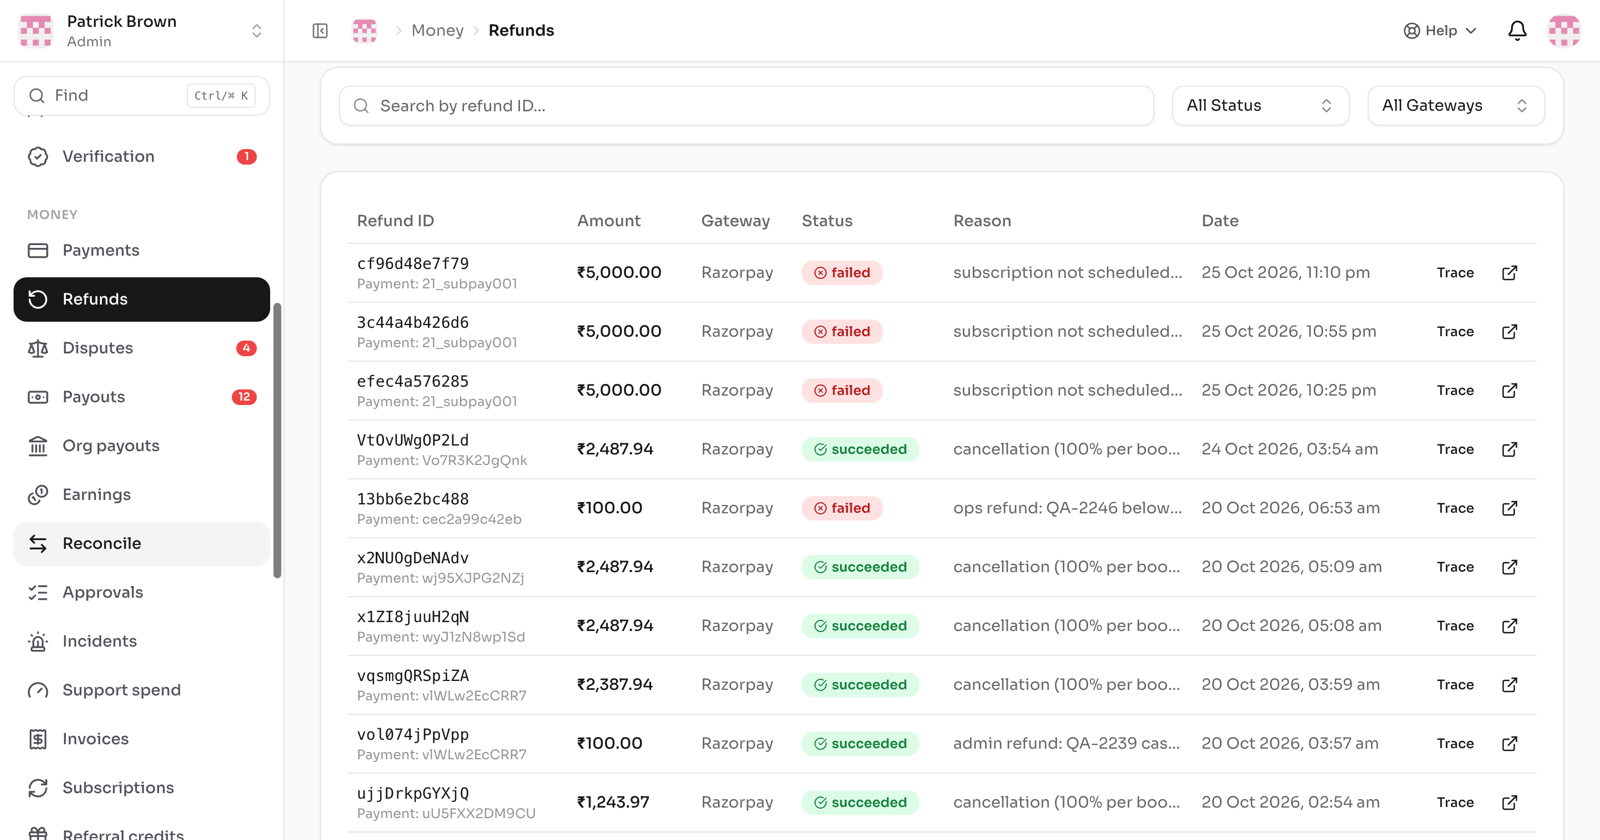 Patrick Brown
Admin
Find
Ctrl/⌘ K
Verification
1
MONEY
Payments
Refunds
Disputes
4
Payouts
12
Org payouts
Earnings
Reconcile
Approvals
Incidents
Support spend
Invoices
Subscriptions
Referral credits
Money
Refunds
Help
Search by refund ID...
All Status
All Gateways
Refund ID Amount Gateway Status Reason Date
cf96d48e7f79
Payment: 21_subpay001
₹5,000.00 Razorpay failed subscription not scheduled... 25 Oct 2026, 11:10 pm Trace
3c44a4b426d6
Payment: 21_subpay001
₹5,000.00 Razorpay failed subscription not scheduled... 25 Oct 2026, 10:55 pm Trace
efec4a576285
Payment: 21_subpay001
₹5,000.00 Razorpay failed subscription not scheduled... 25 Oct 2026, 10:25 pm Trace
VtOvUWgOP2Ld
Payment: Vo7R3K2JgQnk
₹2,487.94 Razorpay succeeded cancellation (100% per boo... 24 Oct 2026, 03:54 am Trace
13bb6e2bc488
Payment: cec2a99c42eb
₹100.00 Razorpay failed ops refund: QA-2246 below... 20 Oct 2026, 06:53 am Trace
x2NUOgDeNAdv
Payment: wj95XJPG2NZj
₹2,487.94 Razorpay succeeded cancellation (100% per boo... 20 Oct 2026, 05:09 am Trace
x1ZI8juuH2qN
Payment: wyJ1zN8wp1Sd
₹2,487.94 Razorpay succeeded cancellation (100% per boo... 20 Oct 2026, 05:08 am Trace
vqsmgQRSpiZA
Payment: vlWLw2EcCRR7
₹2,387.94 Razorpay succeeded cancellation (100% per boo... 20 Oct 2026, 03:59 am Trace
vol074jPpVpp
Payment: vlWLw2EcCRR7
₹100.00 Razorpay succeeded admin refund: QA-2239 cas... 20 Oct 2026, 03:57 am Trace
ujjDrkpGYXjQ
Payment: uU5FXX2DM9CU
₹1,243.97 Razorpay succeeded cancellation (100% per boo... 20 Oct 2026, 02:54 am Trace